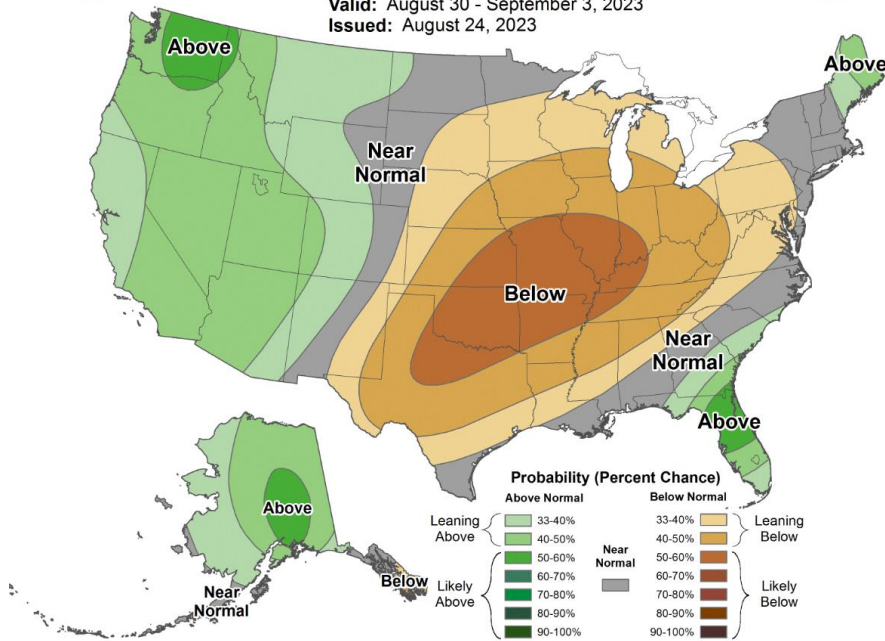 Valid: August 30 - September 3, 2023
Issued: August 24, 2023
Above
Above
Near
Normal
Below
Near
Normal
Above
Above
Near
Normal
Below
Probability (Percent Chance)
Above Normal
Below Normal
Leaning
Above
33-40%
40-50%
Likely
Above
50-60%
60-70%
70-80%
80-90%
90-100%
Near
Normal
33-40%
40-50%
Leaning
Below
50-60%
60-70%
70-80%
80-90%
90-100%
Likely
Below